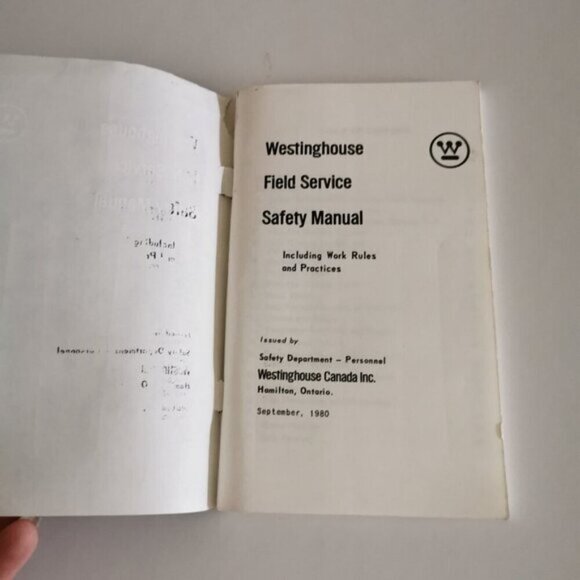 Westinghouse
Field Service
Safety Manual
Including Work Rules
and Practices
Issued by
Safety Department – Personnel
Westinghouse Canada Inc.
Hamilton, Ontario.
September, 1980